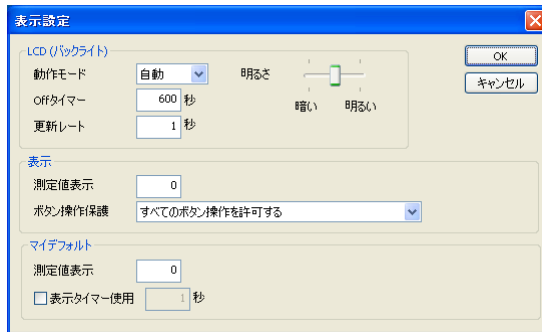 表示設定
LCD(バックライト)
動作モード 自動 明るさ
Offタイマー 600 秒 暗い 明るい
更新レート 1 秒
OK
キャンセル
表示
測定値表示 0
ボタン操作保護 すべてのボタン操作を許可する
マイデフォルト
測定値表示 0
表示タイマー使用 1 秒